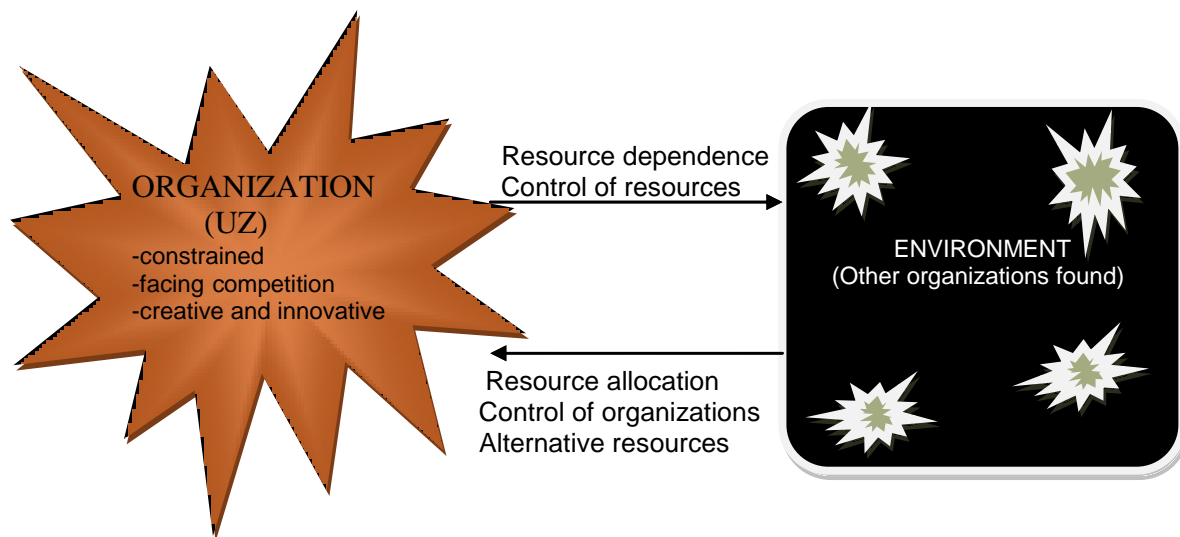 ORGANIZATION
(UZ)
-constrained
-facing competition
-creative and innovative
Resource dependence
Control of resources
ENVIRONMENT
(Other organizations found)
Resource allocation
Control of organizations
Alternative resources